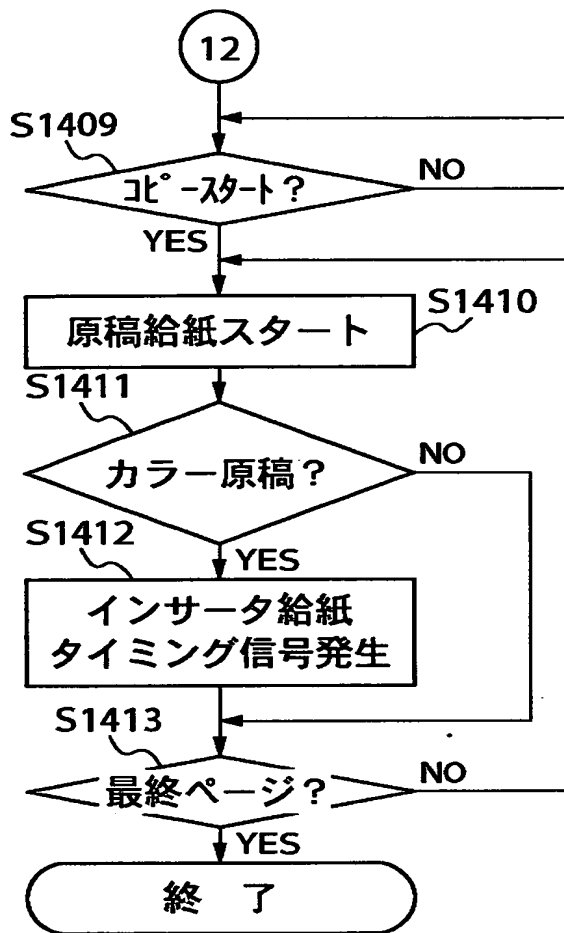 12
S1409
ｺﾋﾟｰｽﾀｰﾄ？
NO
YES
原稿給紙スタート
S1410
S1411
カラー原稿？
NO
S1412
YES
インサータ給紙
タイミング信号発生
S1413
最終ページ？
NO
YES
終 了